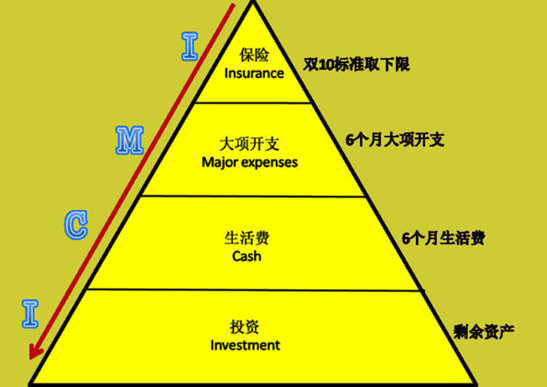 I
保险
Insurance
双10标准取下限
M
大项开支
Major expenses
6个月大项开支
C
生活费
Cash
6个月生活费
I
投资
Investment
剩余资产